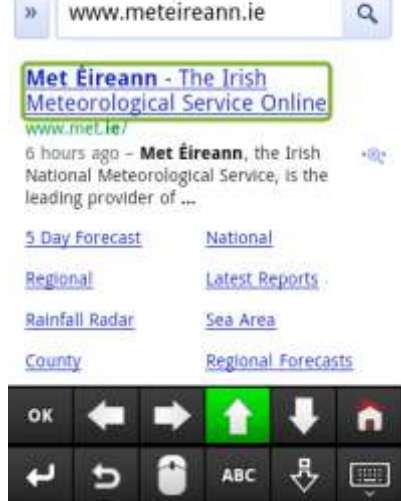 » www.meteireann.ie
Met Éireann - The Irish
Meteorological Service Online
www.met.ie/
6 hours ago – Met Éireann, the Irish
National Meteorological Service, is the
leading provider of ...
5 Day Forecast National
Regional Latest Reports
Rainfall Radar Sea Area
County Regional Forecasts
OK
ABC